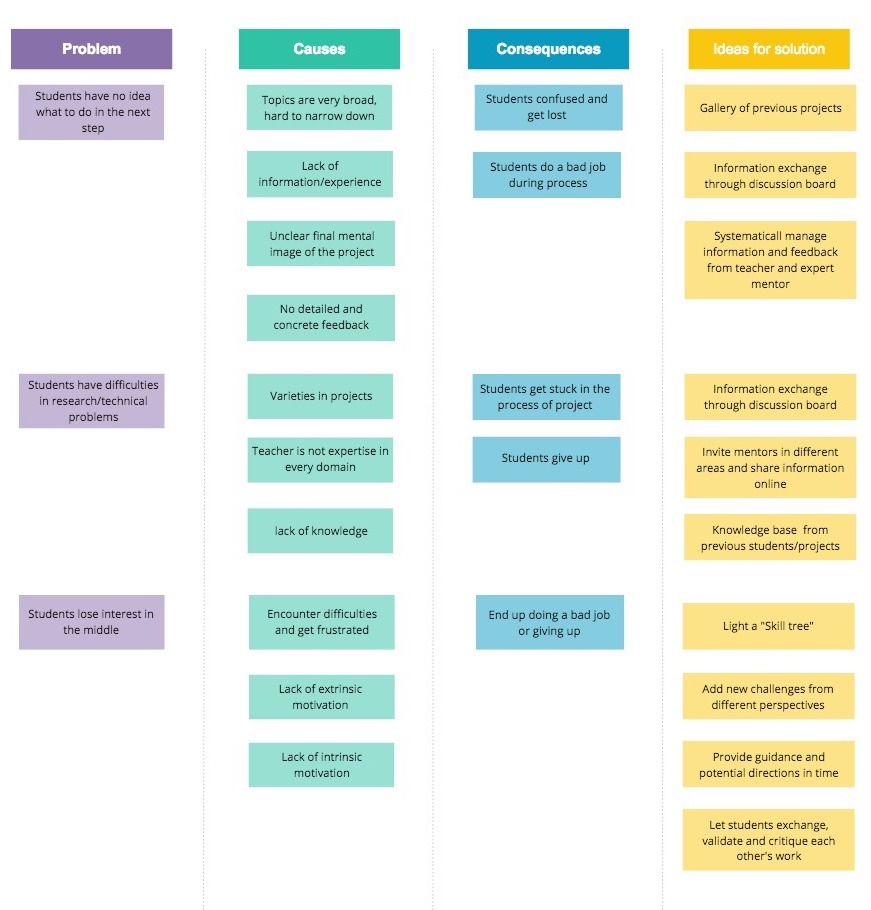 Problem
Causes
Consequences
Ideas for solution
Students have no idea
what to do in the next
step
Topics are very broad,
hard to narrow down
Students confused and
get lost
Gallery of previous projects
Lack of
information/experience
Students do a bad job
during process
Information exchange
through discussion board
Unclear final mental
image of the project
Systematicall manage
information and feedback
from teacher and expert
mentor
No detailed and
concrete feedback
Students have difficulties
in research/technical
problems
Varieties in projects
Students get stuck in the
process of project
Information exchange
through discussion board
Teacher is not expertise in
every domain
Students give up
Invite mentors in different
areas and share information
online
lack of knowledge
Knowledge base  from
previous students/projects
Students lose interest in
the middle
Encounter difficulties
and get frustrated
End up doing a bad job
or giving up
Light a "Skill tree"
Lack of extrinsic
motivation
Add new challenges from
different perspectives
Lack of intrinsic
motivation
Provide guidance and
potential directions in time
Let students exchange,
validate and critique each
other's work